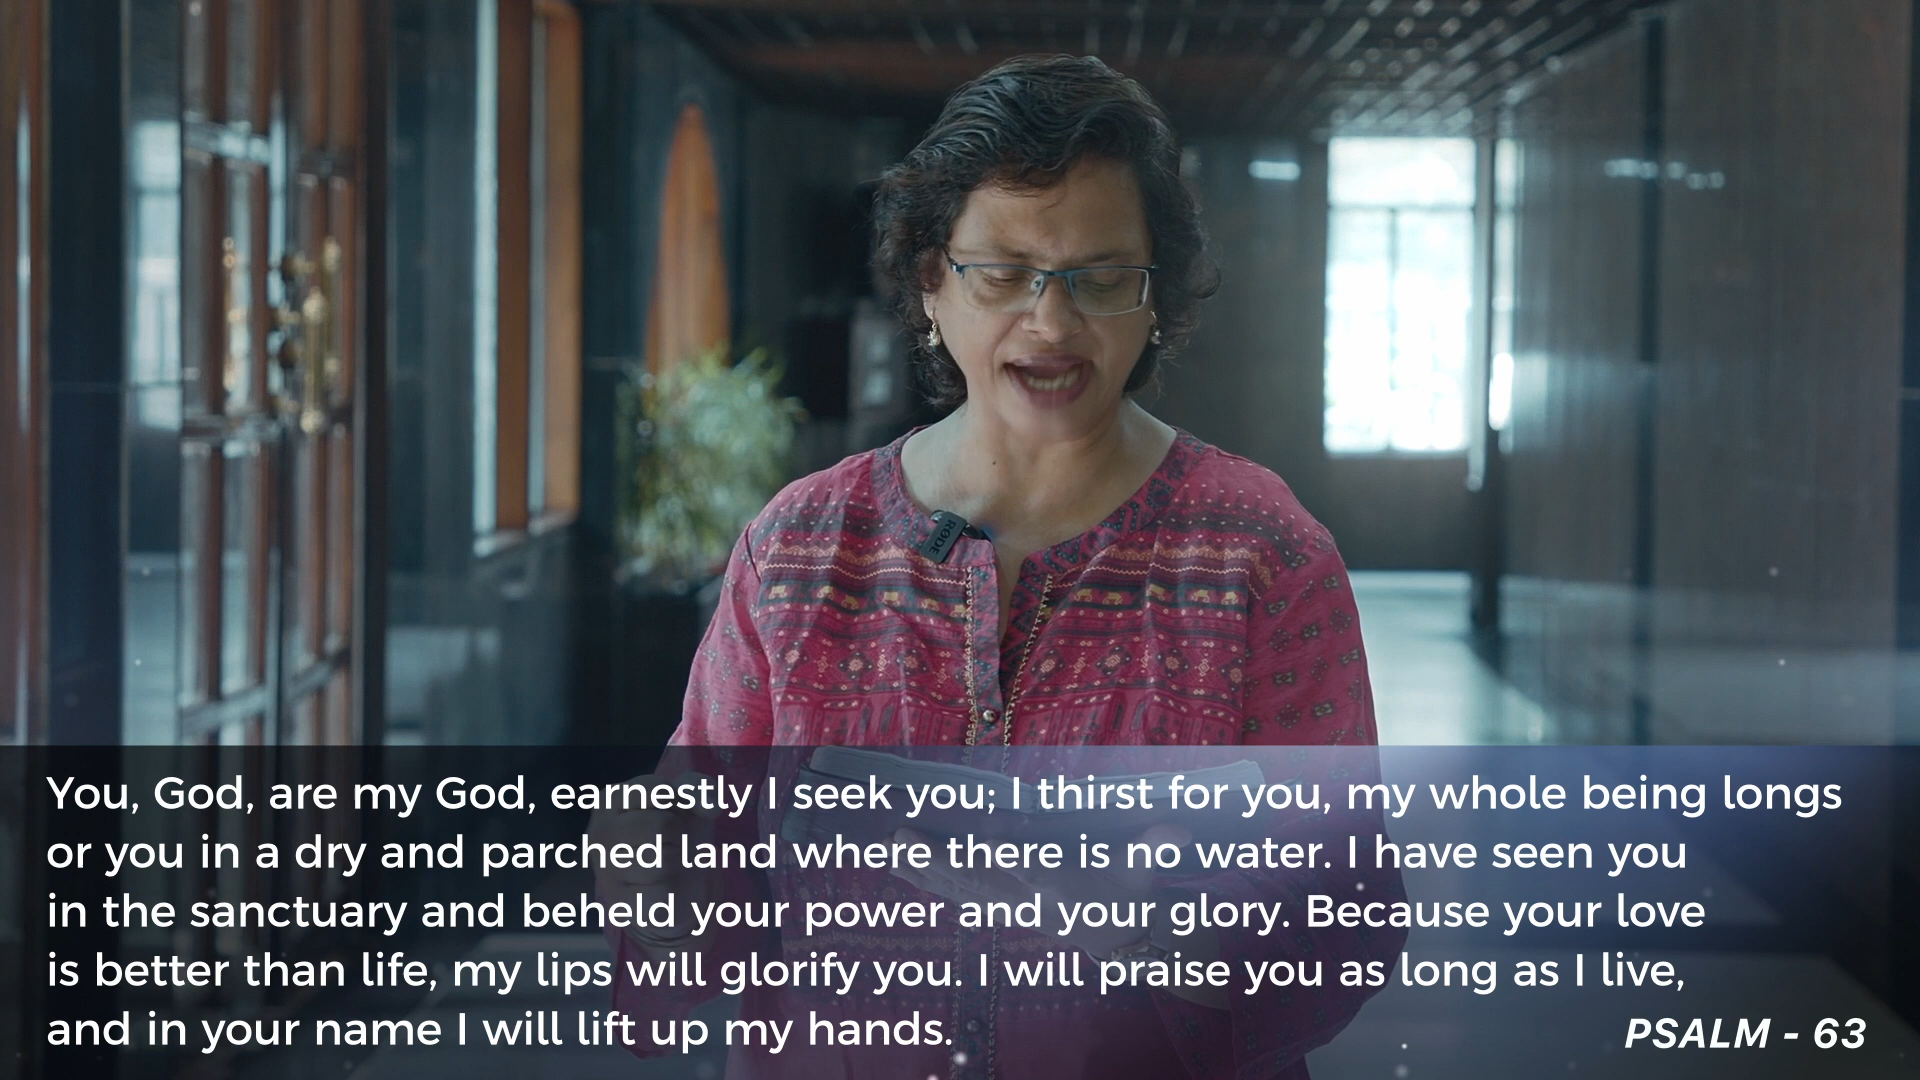 RØDE
You, God, are my God, earnestly I seek you; I thirst for you, my whole being longs
or you in a dry and parched land where there is no water. I have seen you
in the sanctuary and beheld your power and your glory. Because your love
is better than life, my lips will glorify you. I will praise you as long as I live,
and in your name I will lift up my hands.
PSALM - 63